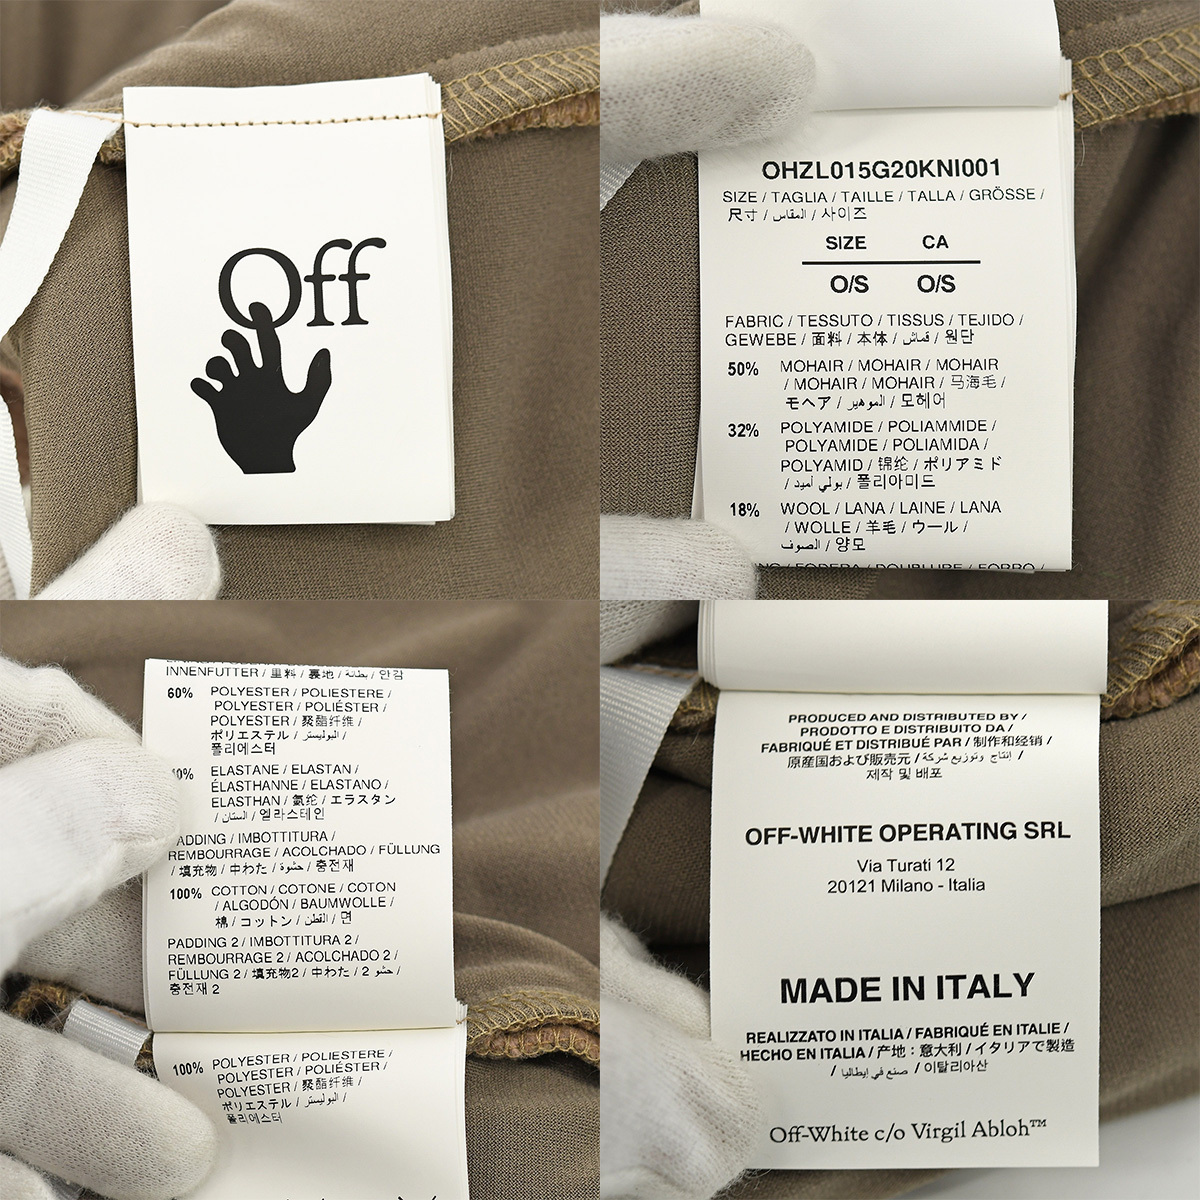 Off
OHZL015G20KNI001
SIZE / TAGLIA / TAILLE / TALLA / GRÖSSE /
尺寸 / المقاس / 사이즈
SIZE CA
O/S O/S
FABRIC / TESSUTO / TISSUS / TEJIDO /
GEWEBE / 面料 / 本体 / قماش / 원단
50% MOHAIR / MOHAIR / MOHAIR
/ MOHAIR / MOHAIR / 马海毛 /
モヘア / الموهير / 모헤어
32% POLYAMIDE / POLIAMMIDE /
POLYAMIDE / POLIAMIDA /
POLYAMID / 锦纶 / ポリアミド
/ بولي أميد / 폴리아미드
18% WOOL / LANA / LAINE / LANA
/ WOLLE / 羊毛 / ウール /
الصوف / 양모
FODERA / DOUBLURE / FORRO /
INNENFUTTER / 里料 / 裏地 / بطانة / 안감
60% POLYESTER / POLIESTERE /
POLYESTER / POLIÉSTER /
POLYESTER / 聚酯纤维 /
ポリエステル / البوليستر /
폴리에스터
ELASTANE / ELASTAN /
ÉLASTHANNE / ELASTANO /
ELASTHAN / 氨纶 / エラスタン
/ الستان / 엘라스테인
PADDING / IMBOTTITURA /
REMBOURRAGE / ACOLCHADO / FÜLLUNG
/ 填充物 / 中わた / حشوة / 충전재
100% COTTON / COTONE / COTON
/ ALGODÓN / BAUMWOLLE /
棉 / コットン / القطن / 면
PADDING 2 / IMBOTTITURA 2 /
REMBOURRAGE 2 / ACOLCHADO 2 /
FÜLLUNG 2 / 填充物2 / 中わた / 2 حشو /
충전재 2
100% POLYESTER / POLIESTERE /
POLYESTER / POLIÉSTER /
POLYESTER / 聚酯纤维 /
ポリエステル / البوليستر /
폴리에스터
PRODUCED AND DISTRIBUTED BY /
PRODOTTO E DISTRIBUITO DA /
FABRIQUÉ ET DISTRIBUÉ PAR / 制作和经销 /
原産国および販売元 / إنتاج وتوزيع شركة /
제작 및 배포
OFF-WHITE OPERATING SRL
Via Turati 12
20121 Milano - Italia
MADE IN ITALY
REALIZZATO IN ITALIA / FABRIQUÉ EN ITALIE /
HECHO EN ITALIA / 产地：意大利 / イタリアで製造
/ صنع في إيطاليا / 이탈리아산
Off-White c/o Virgil Abloh™